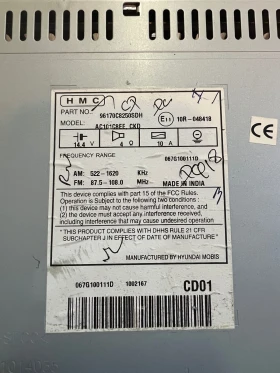 HMC
PART NO. 96170C8250SDH
E11 10R - 048418
MODEL: AC101C8EE CKD
14.4 V 4 Ω 10 A
FREQUENCY RANGE 067G100111D
AM: 522 - 1620 KHz
FM: 87.5 - 108.0 MHz MADE IN INDIA
CE
This device complies with part 15 of the FCC Rules.
Operation is Subject to the following two conditions:
(1) this device may not cause harmful interference, and
(2) this device must accept any interference received,
including interference that may cause undesired operation
* THIS PRODUCT COMPLIES WITH DHHS RULE 21 CFR
SUBCHAPTER J IN EFFECT AT DATE OF MANUFACTURE *
MANUFACTURED BY HYUNDAI MOBIS
067G100111D 1002167 CD01